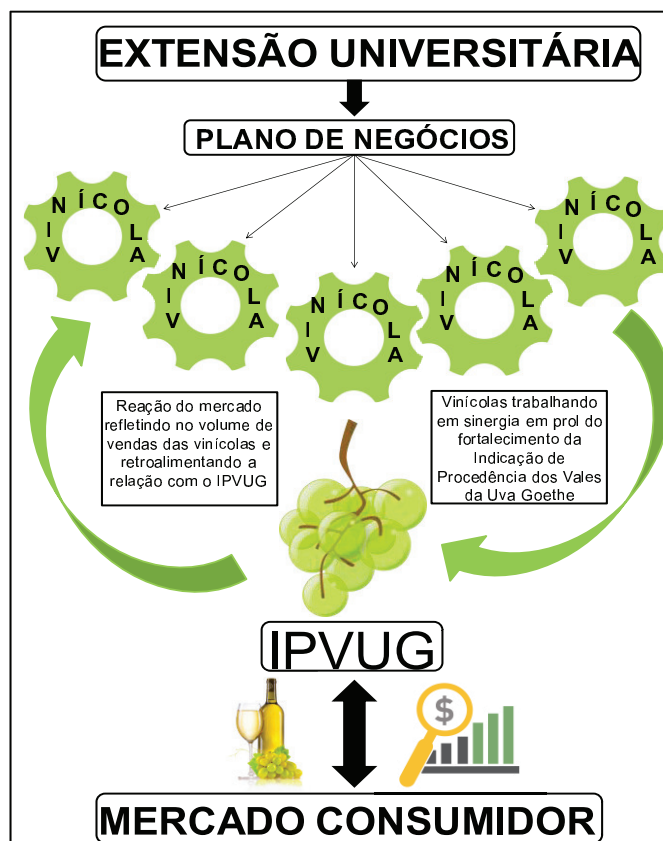 EXTENSÃO UNIVERSITÁRIA
PLANO DE NEGÓCIOS
VINÍCOLA
VINÍCOLA
VINÍCOLA
VINÍCOLA
VINÍCOLA
Reação do mercado
refletindo no volume de
vendas das vinícolas e
retroalimentando a
relação com o IPVUG
Vinícolas trabalhando
em sinergia em prol do
fortalecimento da
Indicação de
Procedência dos Vales
da Uva Goethe
IPVUG
$
MERCADO CONSUMIDOR